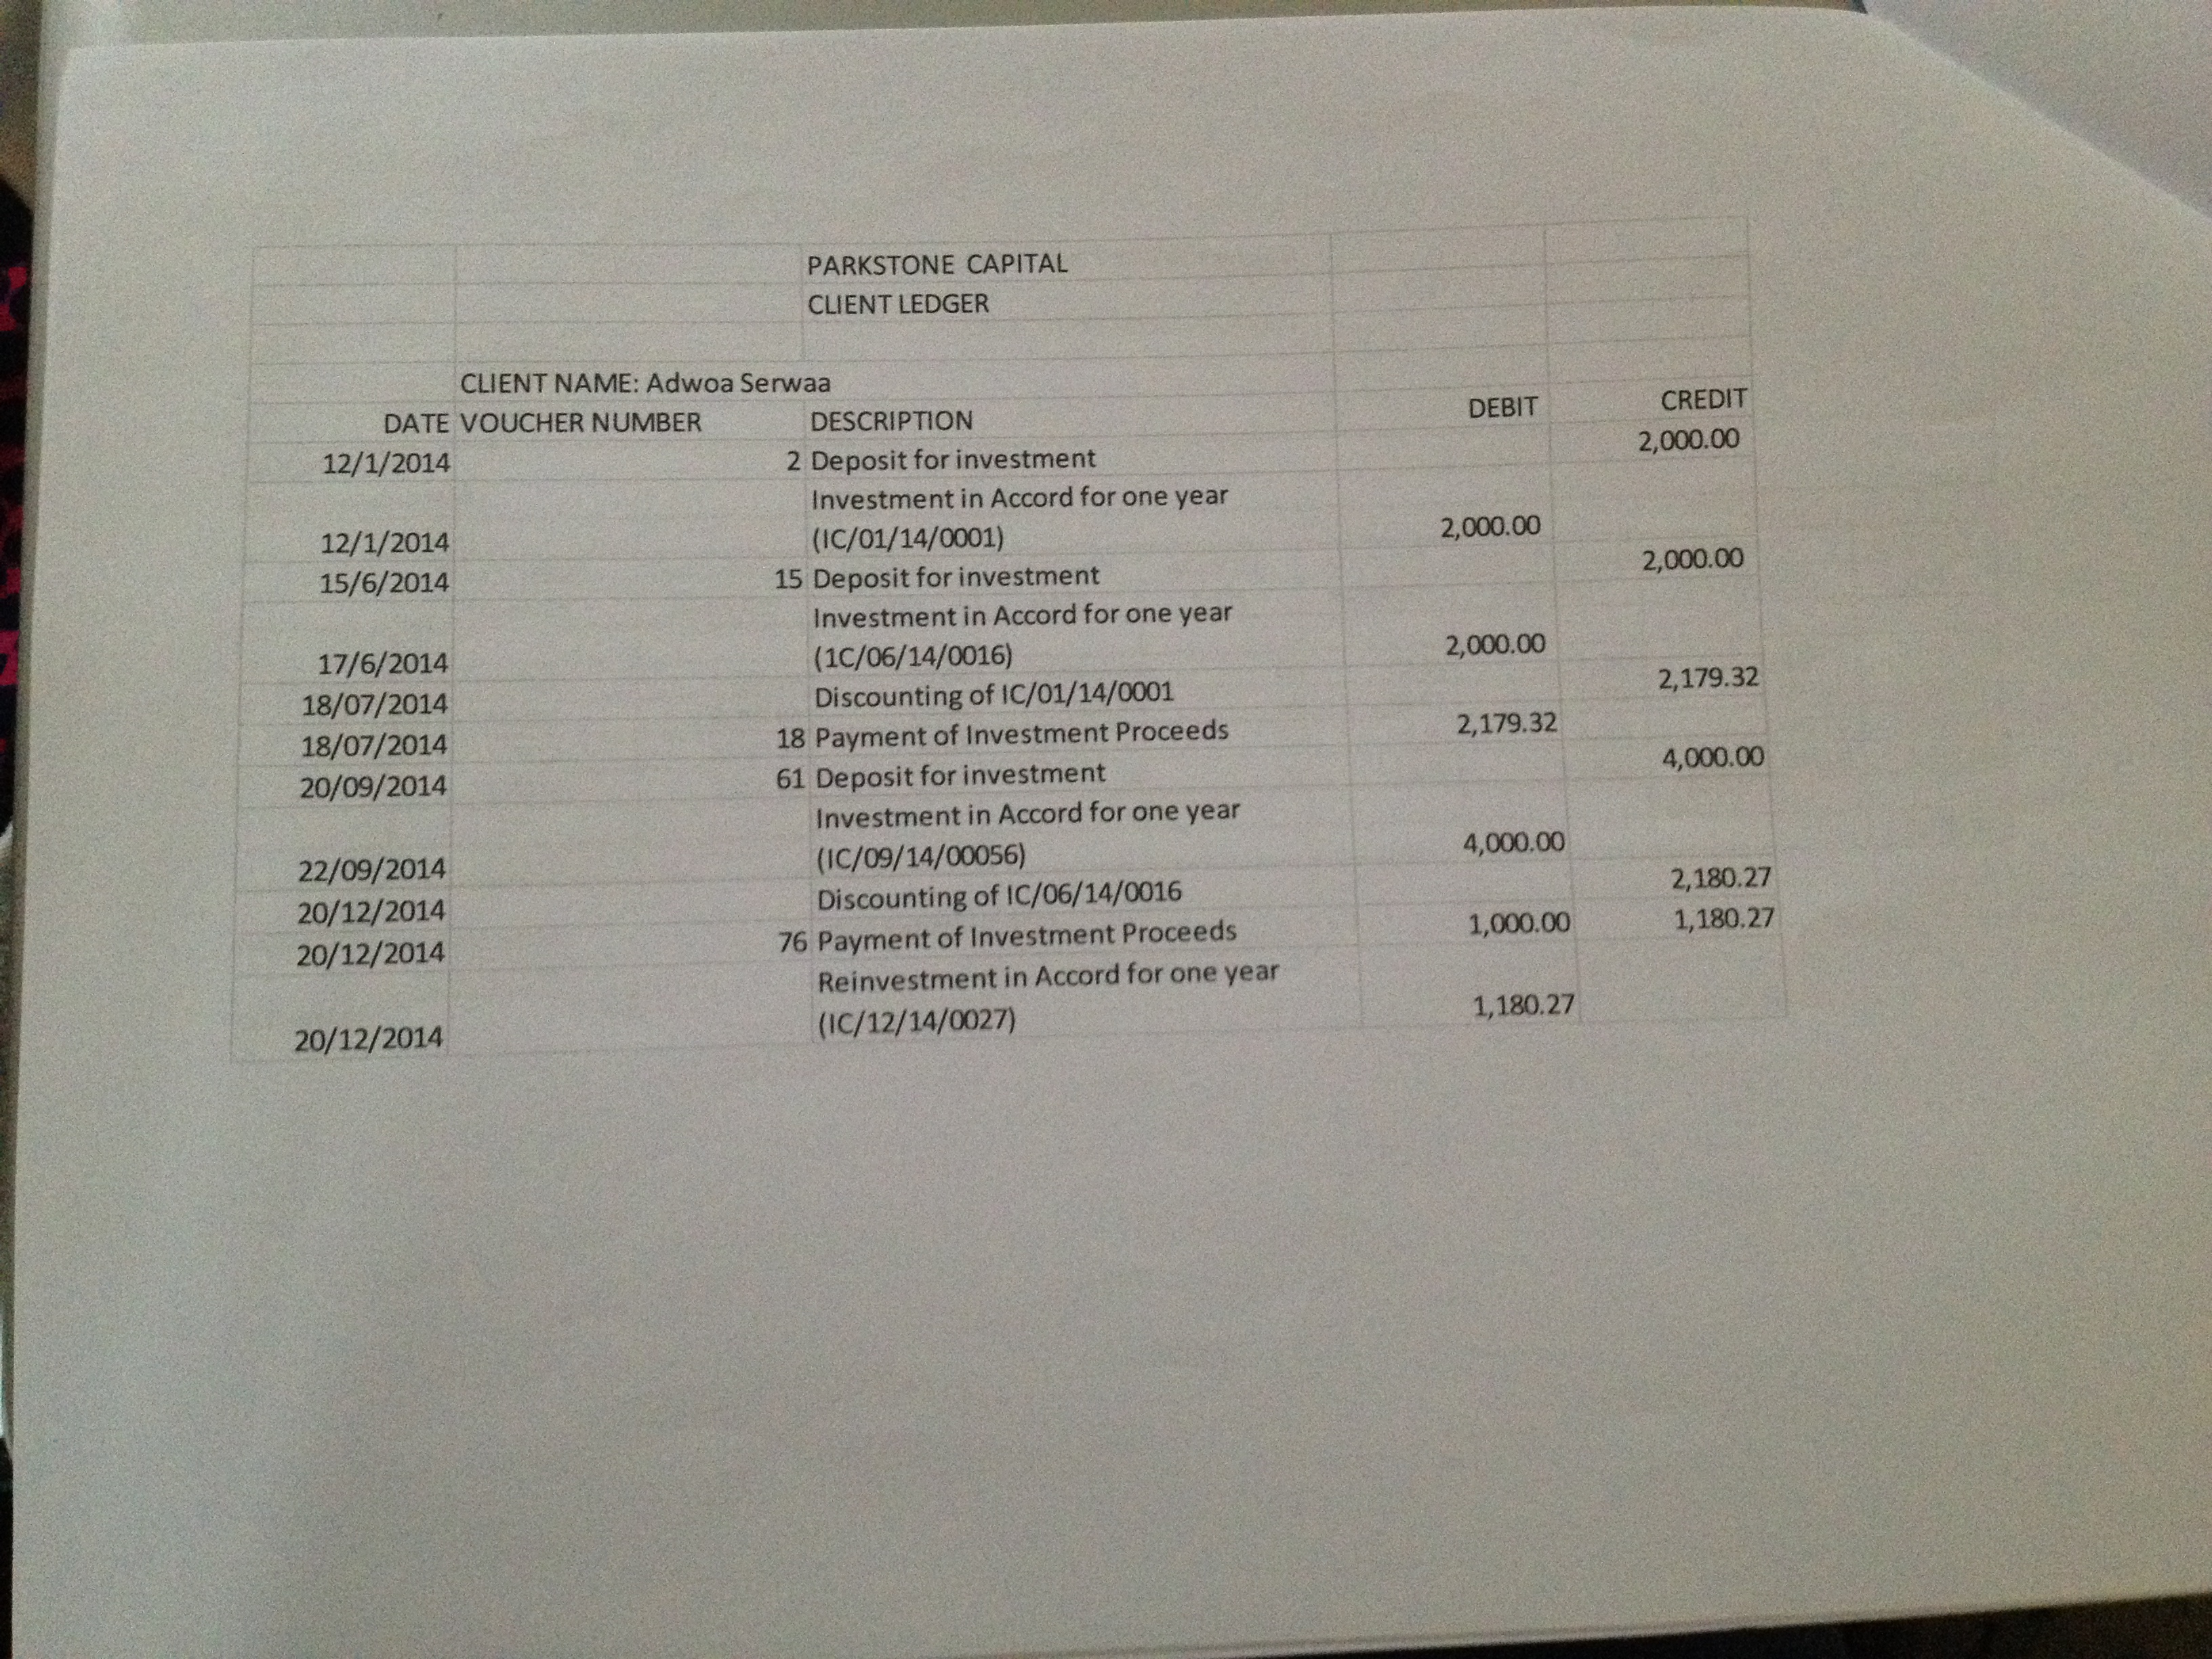 PARKSTONE CAPITAL
CLIENT LEDGER
CLIENT NAME: Adwoa Serwaa
DATE VOUCHER NUMBER DESCRIPTION DEBIT CREDIT
12/1/2014 2 Deposit for investment 2,000.00
Investment in Accord for one year
12/1/2014 (IC/01/14/0001) 2,000.00
15/6/2014 15 Deposit for investment 2,000.00
Investment in Accord for one year
17/6/2014 (1C/06/14/0016) 2,000.00
18/07/2014 Discounting of IC/01/14/0001 2,179.32
18/07/2014 18 Payment of Investment Proceeds 2,179.32
20/09/2014 61 Deposit for investment 4,000.00
Investment in Accord for one year
22/09/2014 (IC/09/14/00056) 4,000.00
20/12/2014 Discounting of IC/06/14/0016 2,180.27
20/12/2014 76 Payment of Investment Proceeds 1,000.00 1,180.27
Reinvestment in Accord for one year
20/12/2014 (IC/12/14/0027) 1,180.27